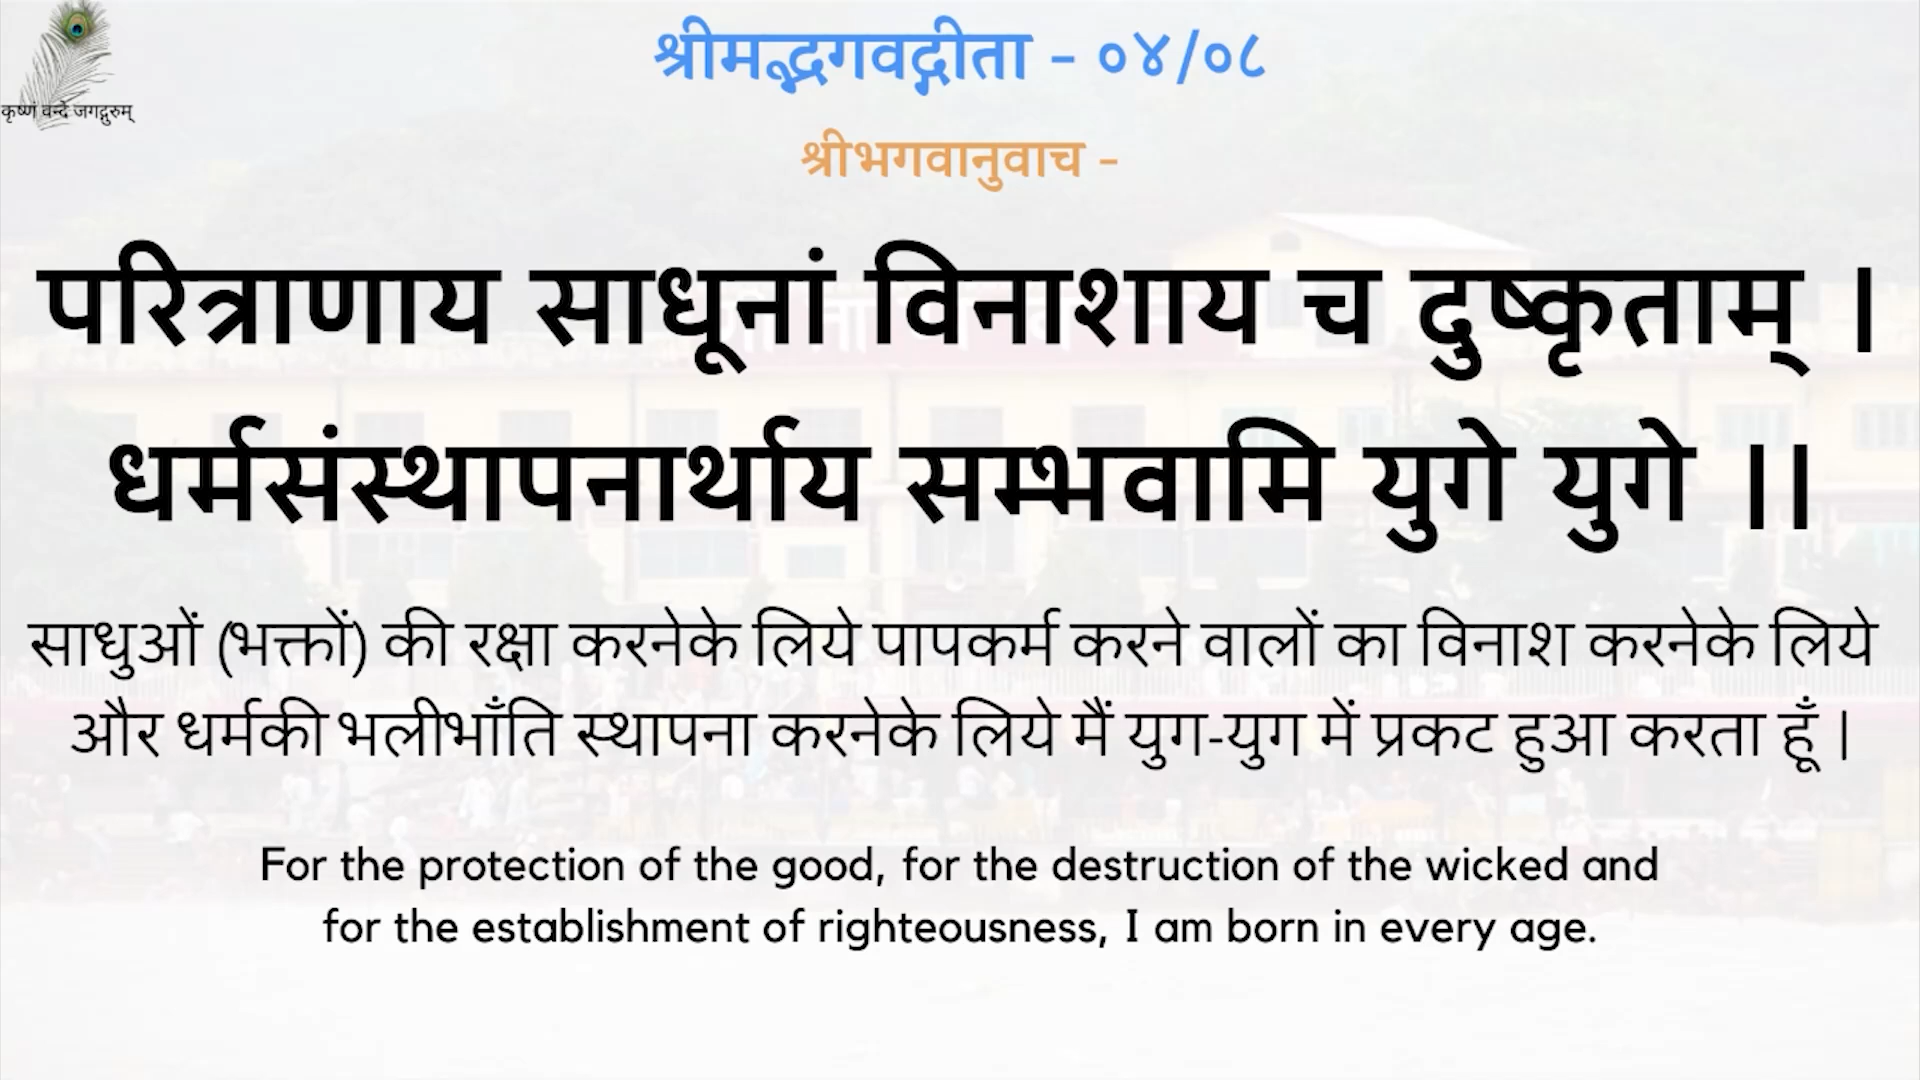 श्रीमद्भगवद्गीता - ०४/०८
कृष्णं वन्दे जगद्गुरुम्
श्रीभगवानुवाच -
परित्राणाय साधूनां विनाशाय च दुष्कृताम् |
धर्मसंस्थापनार्थाय सम्भवामि युगे युगे ||
साधुओं (भक्तों) की रक्षा करनेके लिये पापकर्म करने वालों का विनाश करनेके लिये
और धर्मकी भलीभाँति स्थापना करनेके लिये मैं युग-युग में प्रकट हुआ करता हूँ |
For the protection of the good, for the destruction of the wicked and
for the establishment of righteousness, I am born in every age.